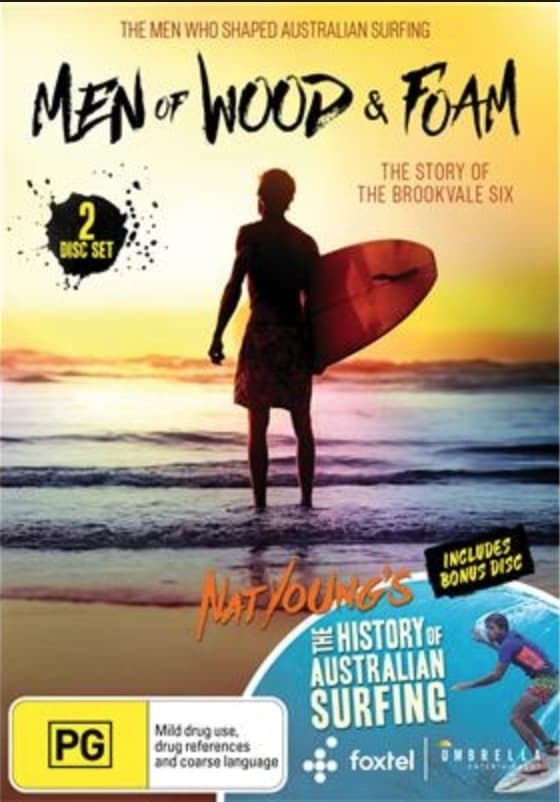 THE MEN WHO SHAPED AUSTRALIAN SURFING
MEN OF WOOD & FOAM
THE STORY OF
THE BROOKVALE SIX
2
DISC SET
INCLUDES
BONUS DISC
NAT YOUNG'S
THE HISTORY OF
AUSTRALIAN
SURFING
PG
Mild drug use,
drug references
and coarse language
foxtel
UMBRELLA
ENTERTAINMENT